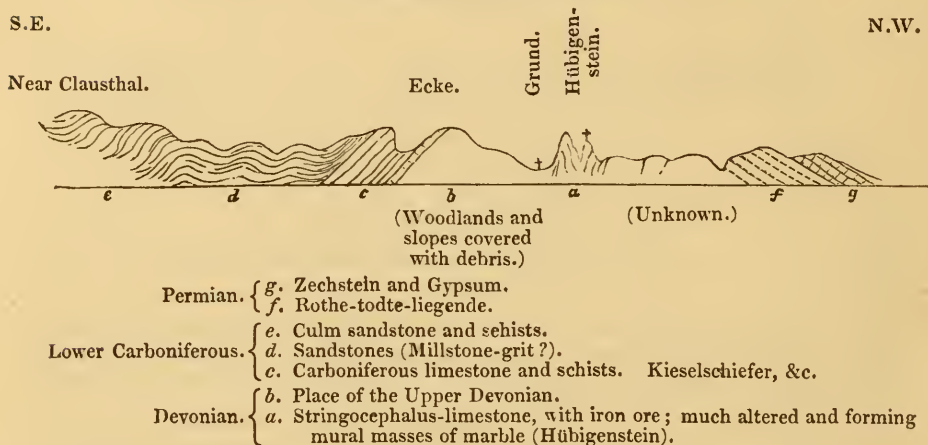 S.E.
N.W.
Near Clausthal.
Ecke.
Grund.
Hübigen-
stein.
e d c b a f g
(Woodlands and
slopes covered
with debris.)
(Unknown.)
Permian. { g. Zechstein and Gypsum.
f. Rothe-todte-liegende.
Lower Carboniferous. { e. Culm sandstone and schists.
d. Sandstones (Millstone-grit ?).
c. Carboniferous limestone and schists. Kieselschiefer, &c.
Devonian. { b. Place of the Upper Devonian.
a. Stringocephalus-limestone, with iron ore ; much altered and forming
mural masses of marble (Hübigenstein).